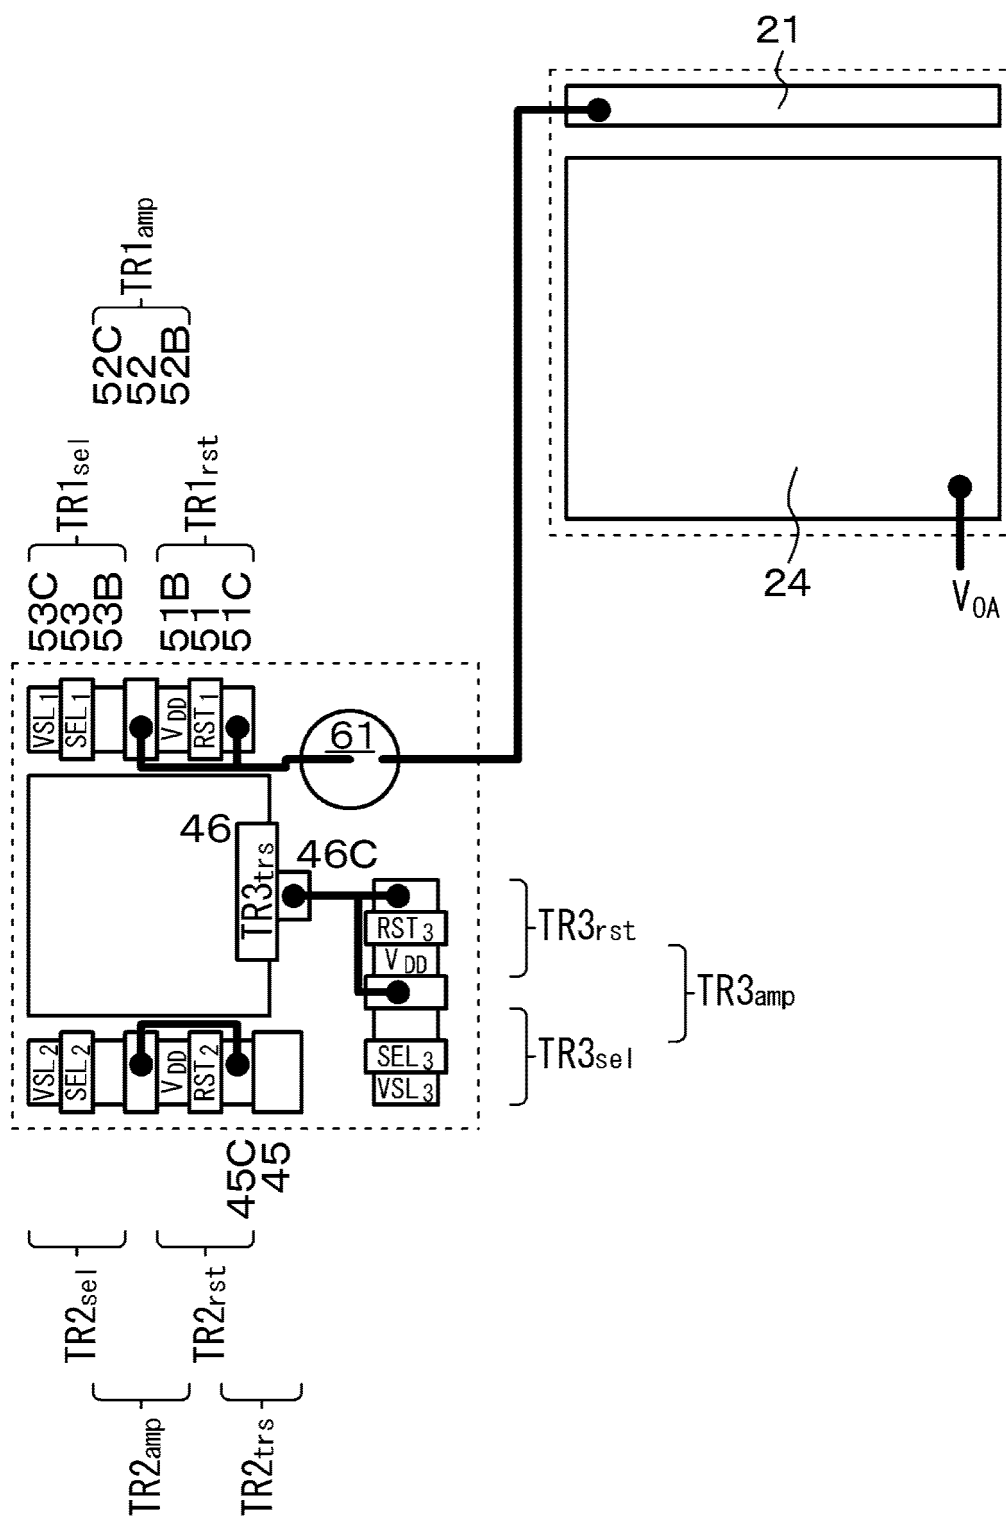 21
TR1amp
52C
52
52B
TR1sel
TR1rst
53C
53
53B
51B
51
51C
24
VOA
VSL1
SEL1
VDD
RST1
61
46
TR3trs
46C
RST3
VDD
SEL3
VSL3
TR3rst
TR3amp
TR3sel
VSL2
SEL2
VDD
RST2
45C
45
TR2sel
TR2rst
TR2amp
TR2trs